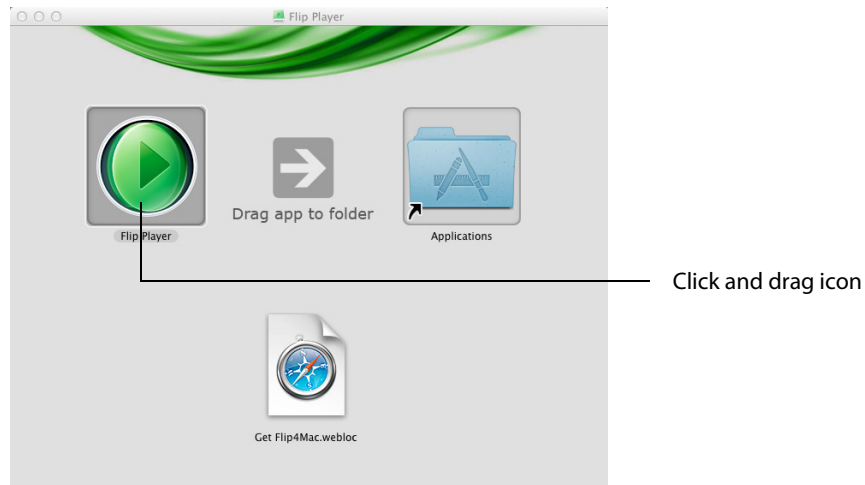 Flip Player
Drag app to folder
Flip Player
Applications
Click and drag icon
Get Flip4Mac.webloc